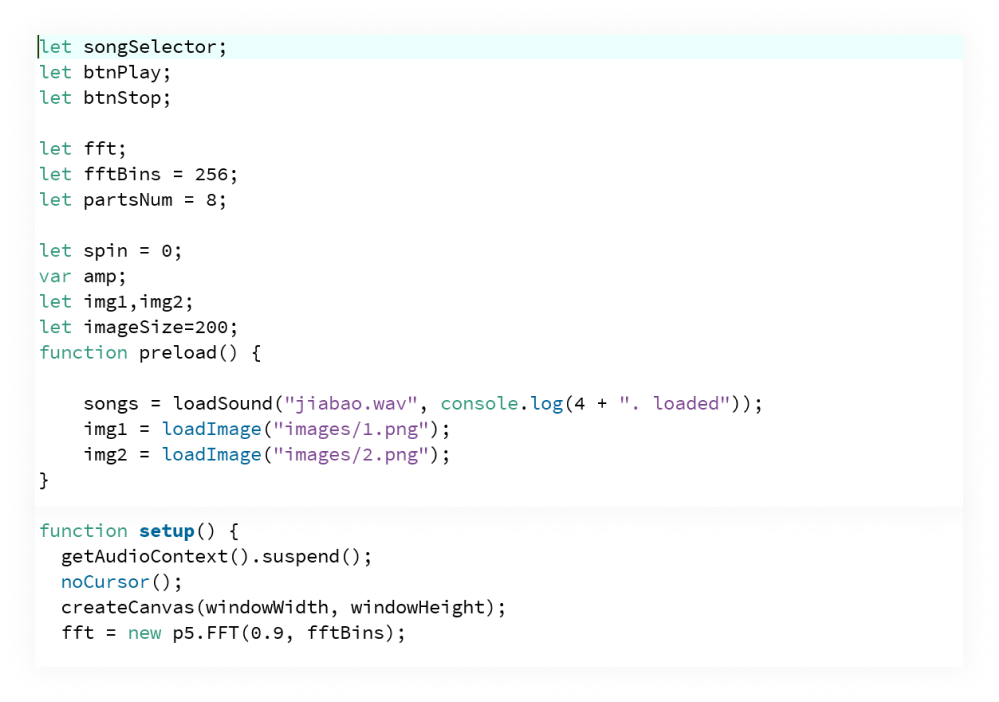 let songSelector;
let btnPlay;
let btnStop;
let fft;
let fftBins = 256;
let partsNum = 8;
let spin = 0;
var amp;
let img1,img2;
let imageSize=200;
function preload() {
songs = loadSound("jiabao.wav", console.log(4 + ". loaded"));
img1 = loadImage("images/1.png");
img2 = loadImage("images/2.png");
}
function setup() {
getAudioContext().suspend();
noCursor();
createCanvas(windowWidth, windowHeight);
fft = new p5.FFT(0.9, fftBins);